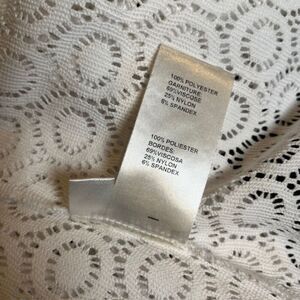 100% POLYESTER
GARNITURE:
69%VISCOSE
25% NYLON
6% SPANDEX
100% POLIESTER
BORDES:
69%VISCOSA
25% NYLON
6% SPANDEX